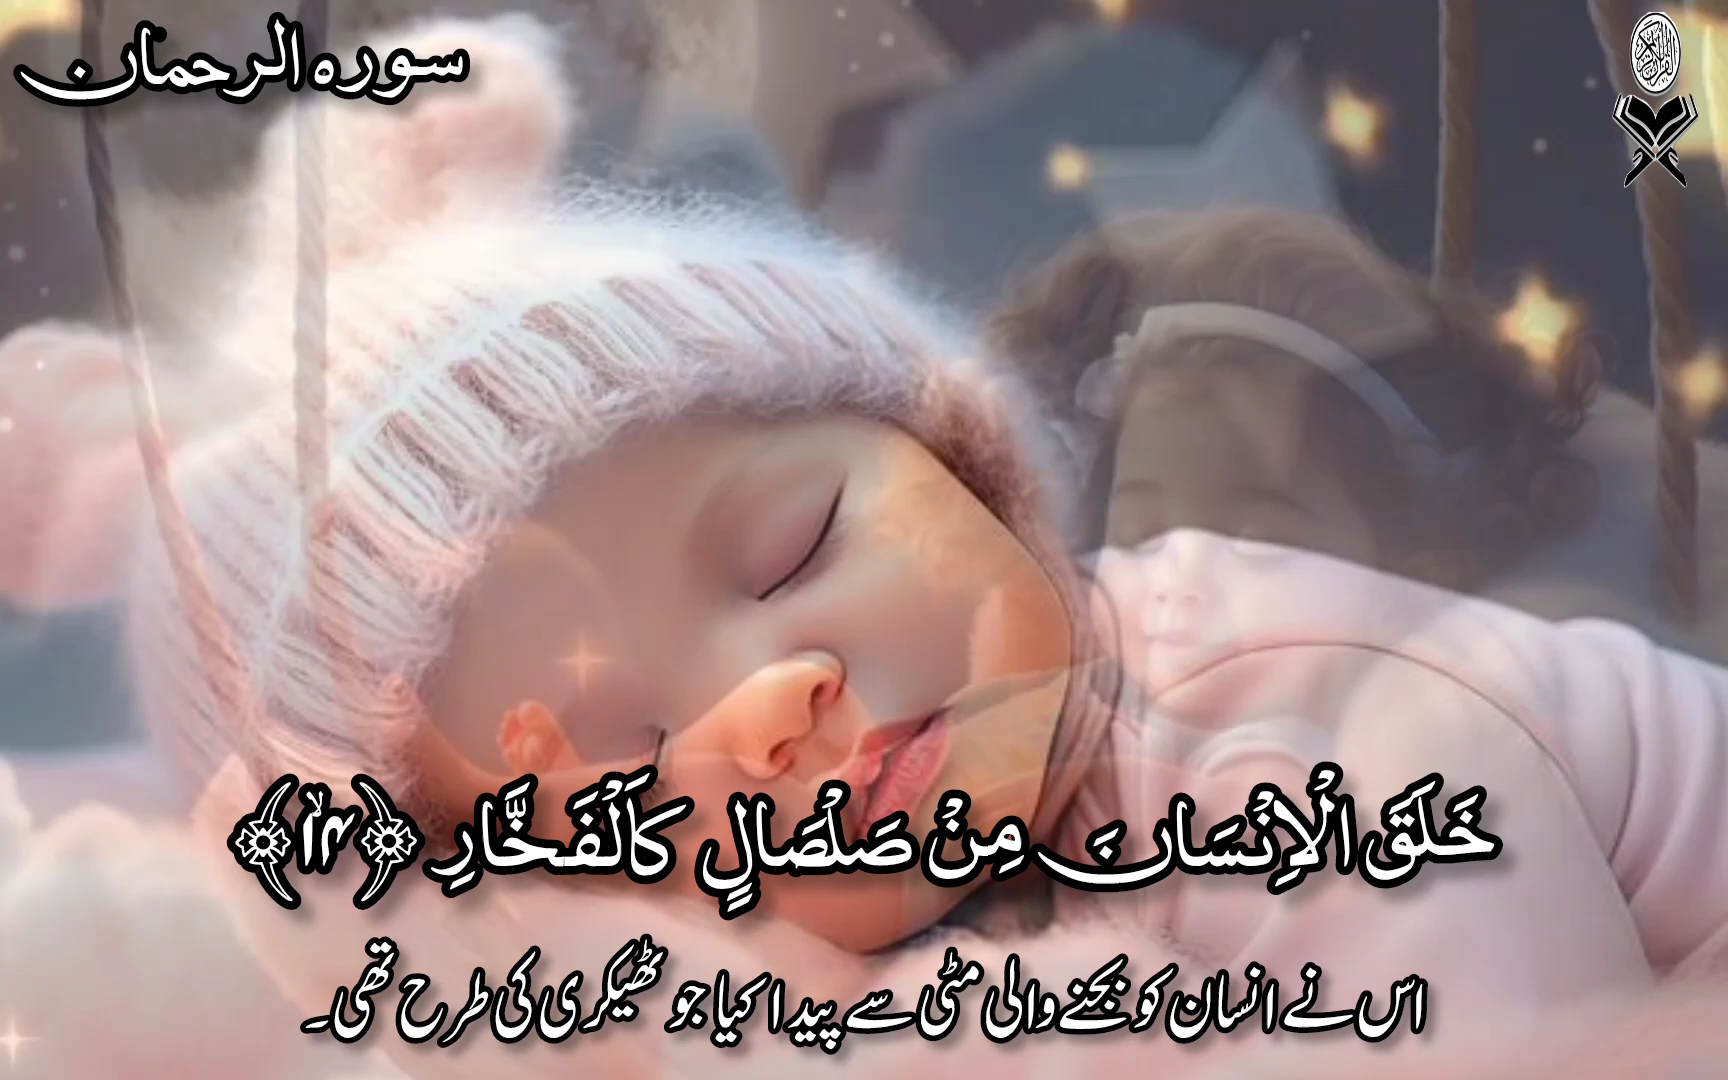 سورہ الرحمان
خَلَقَ الْاِنْسَانَ مِنْ صَلْصَالٍ كَالْفَخَّارِ ﴿ۙ۱۴﴾
اس نے انسان کو بجنے والی مٹی سے پیدا کیا جو ٹھیکری کی طرح تھی۔